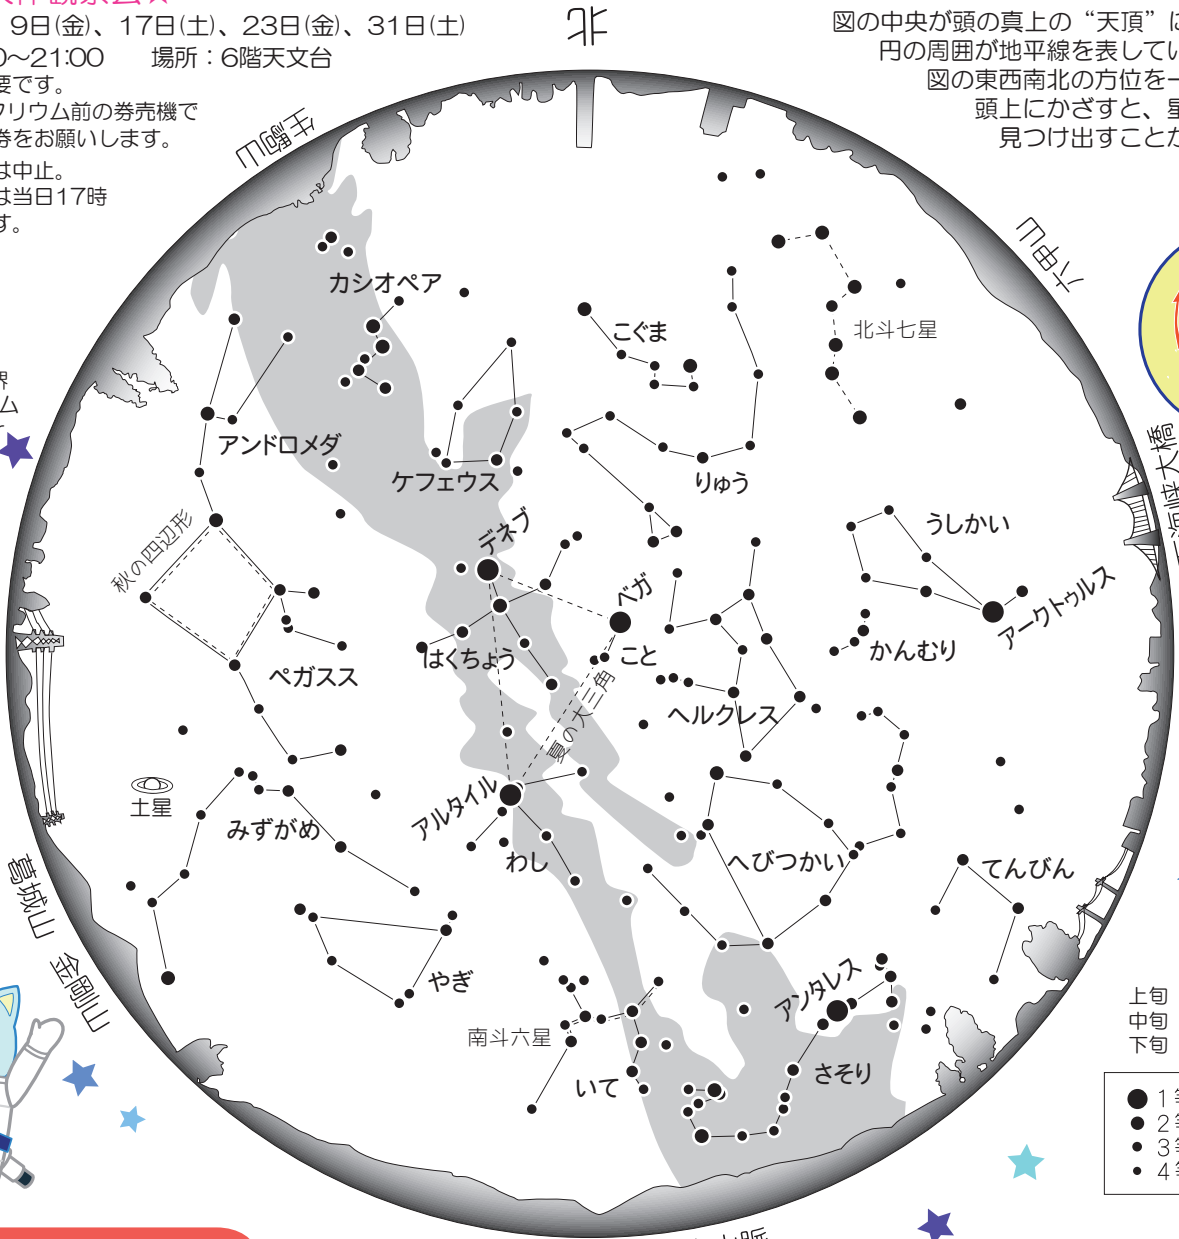 9日(金)、17日(土)、23日(金)、31日(土)
～21:00 場所：6階天文台
要です。
タリウム前の券売機で
券をお願いします。
は中止。
は当日17時
す。
図の中央が頭の真上の“天頂”に
円の周囲が地平線を表してい
図の東西南北の方位を一
頭上にかざすと、星
見つけ出すことが
北
生駒山
六甲山
カシオペア
こぐま
北斗七星
アンドロメダ
ケフェウス
りゅう
うしかい
デネブ
秋の四辺形
ベガ
アークトゥルス
はくちょう
こと
かんむり
ペガスス
夏の大三角
ヘルクレス
土星
アルタイル
みずがめ
わし
へびつかい
てんびん
葛城山
金剛山
やぎ
アンタレス
南斗六星
いて
さそり
海峡大橋
上旬
中旬
下旬
1等
2等
3等
4等